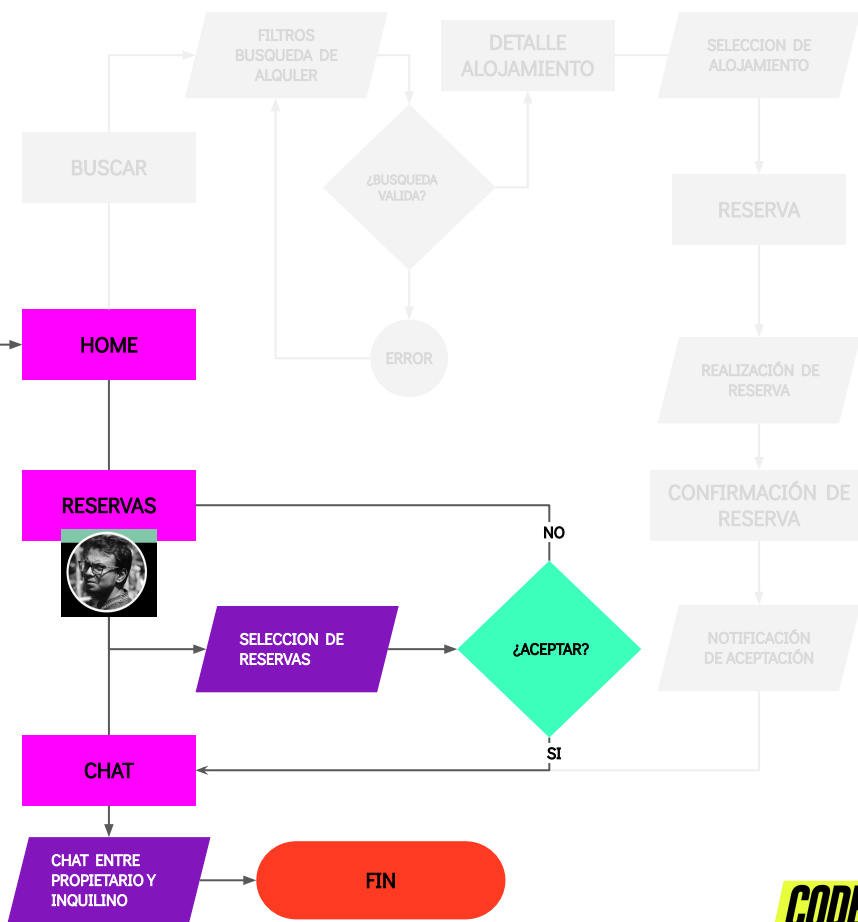 FILTROS
BUSQUEDA DE
ALQULER
DETALLE
ALOJAMIENTO
SELECCION DE
ALOJAMIENTO
BUSCAR
¿BUSQUEDA
VALIDA?
RESERVA
HOME
ERROR
REALIZACIÓN DE
RESERVA
RESERVAS
CONFIRMACIÓN DE
RESERVA
NO
SELECCION DE
RESERVAS
¿ACEPTAR?
NOTIFICACIÓN
DE ACEPTACIÓN
SI
CHAT
CHAT ENTRE
PROPIETARIO Y
INQUILINO
FIN